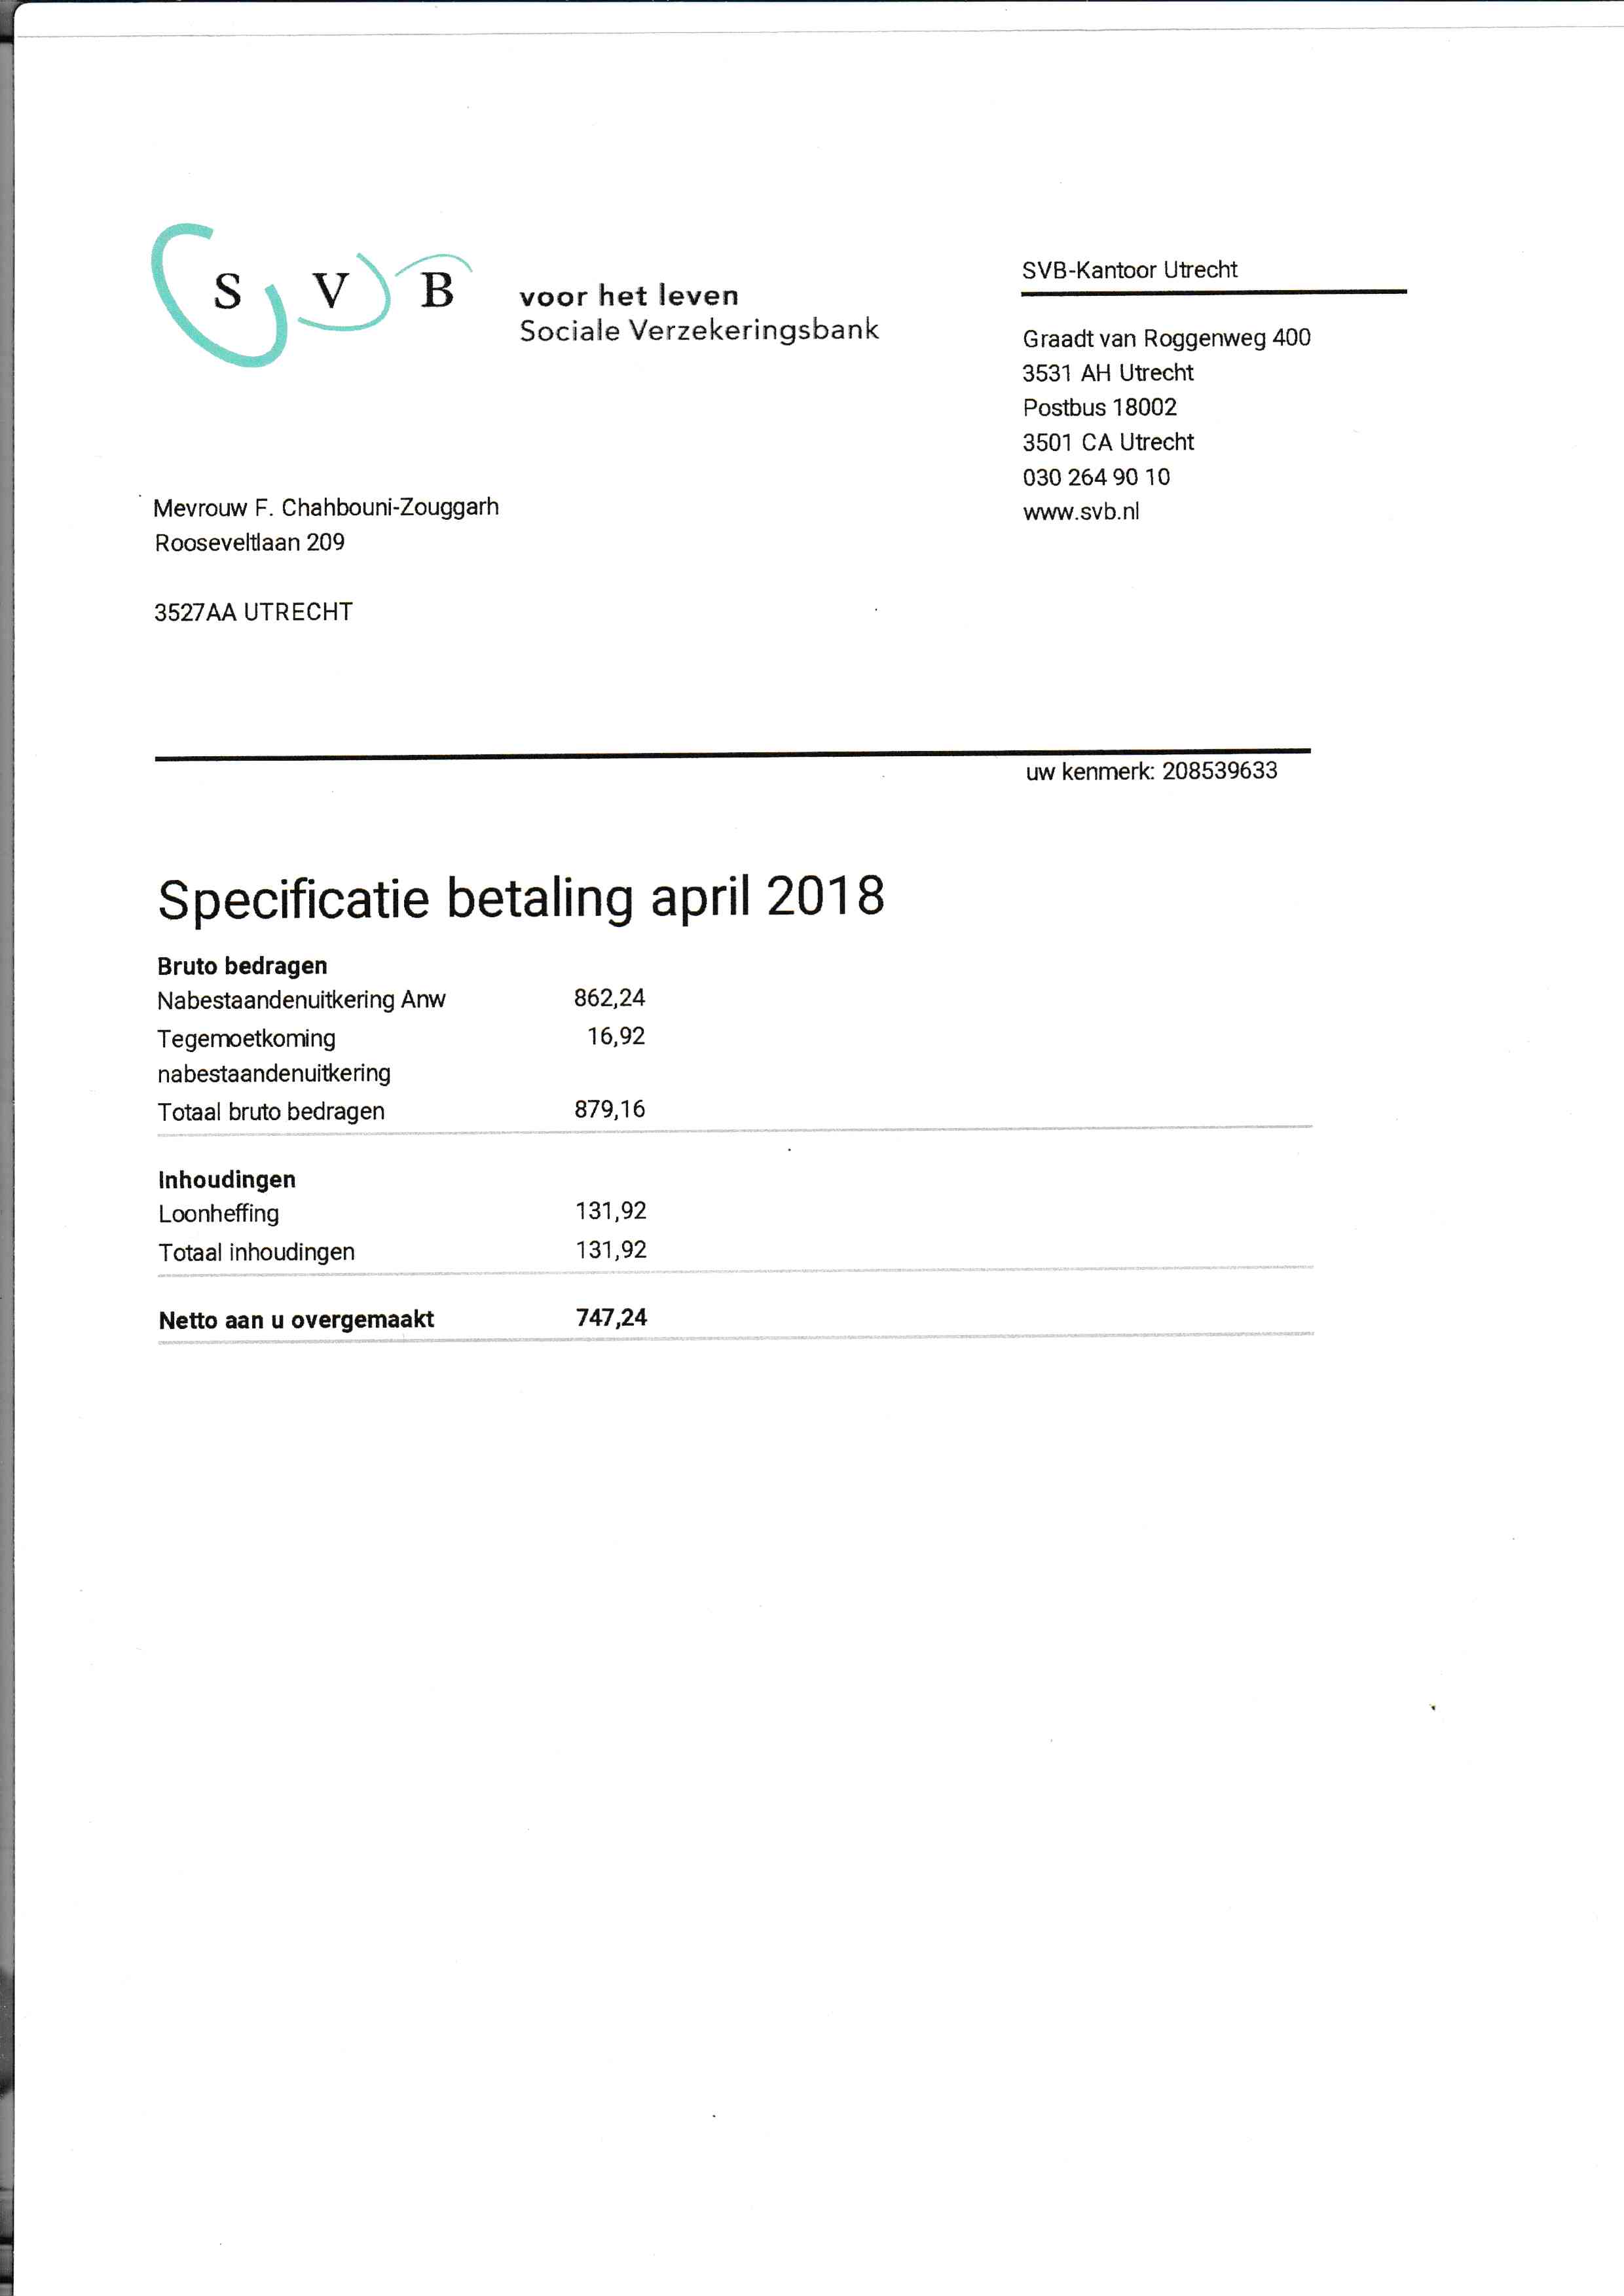 S V B
voor het leven
Sociale Verzekeringsbank
SVB-Kantoor Utrecht
Graadt van Roggenweg 400
3531 AH Utrecht
Postbus 18002
3501 CA Utrecht
030 264 90 10
www.svb.nl
Mevrouw F. Chahbouni-Zouggarh
Rooseveltlaan 209
3527AA UTRECHT
uw kenmerk: 208539633
Specificatie betaling april 2018
Bruto bedragen
Nabestaandenuitkering Anw 862,24
Tegemoetkoming 16,92
nabestaandenuitkering
Totaal bruto bedragen 879,16
Inhoudingen
Loonheffing 131,92
Totaal inhoudingen 131,92
Netto aan u overgemaakt 747,24